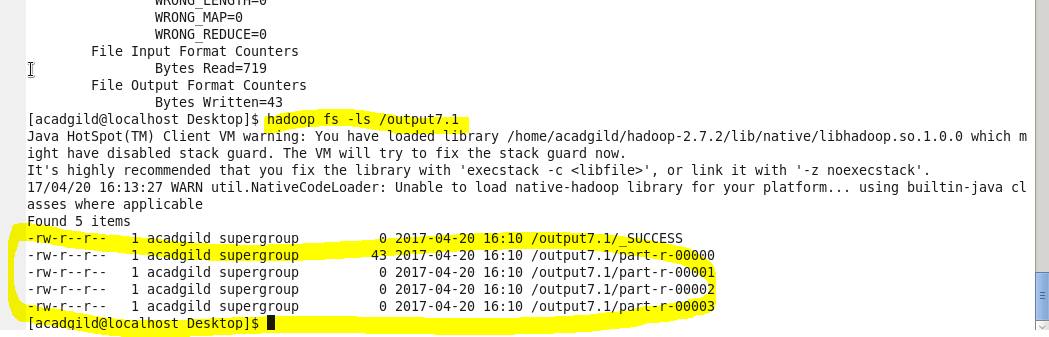 WRONG_LENGTH=0
WRONG_MAP=0
WRONG_REDUCE=0
File Input Format Counters
Bytes Read=719
File Output Format Counters
Bytes Written=43
[acadgild@localhost Desktop]$ hadoop fs -ls /output7.1
Java HotSpot(TM) Client VM warning: You have loaded library /home/acadgild/hadoop-2.7.2/lib/native/libhadoop.so.1.0.0 which m
ight have disabled stack guard. The VM will try to fix the stack guard now.
It's highly recommended that you fix the library with 'execstack -c <libfile>', or link it with '-z noexecstack'.
17/04/20 16:13:27 WARN util.NativeCodeLoader: Unable to load native-hadoop library for your platform... using builtin-java cl
asses where applicable
Found 5 items
-rw-r--r--   1 acadgild supergroup          0 2017-04-20 16:10 /output7.1/_SUCCESS
-rw-r--r--   1 acadgild supergroup         43 2017-04-20 16:10 /output7.1/part-r-00000
-rw-r--r--   1 acadgild supergroup          0 2017-04-20 16:10 /output7.1/part-r-00001
-rw-r--r--   1 acadgild supergroup          0 2017-04-20 16:10 /output7.1/part-r-00002
-rw-r--r--   1 acadgild supergroup          0 2017-04-20 16:10 /output7.1/part-r-00003
[acadgild@localhost Desktop]$